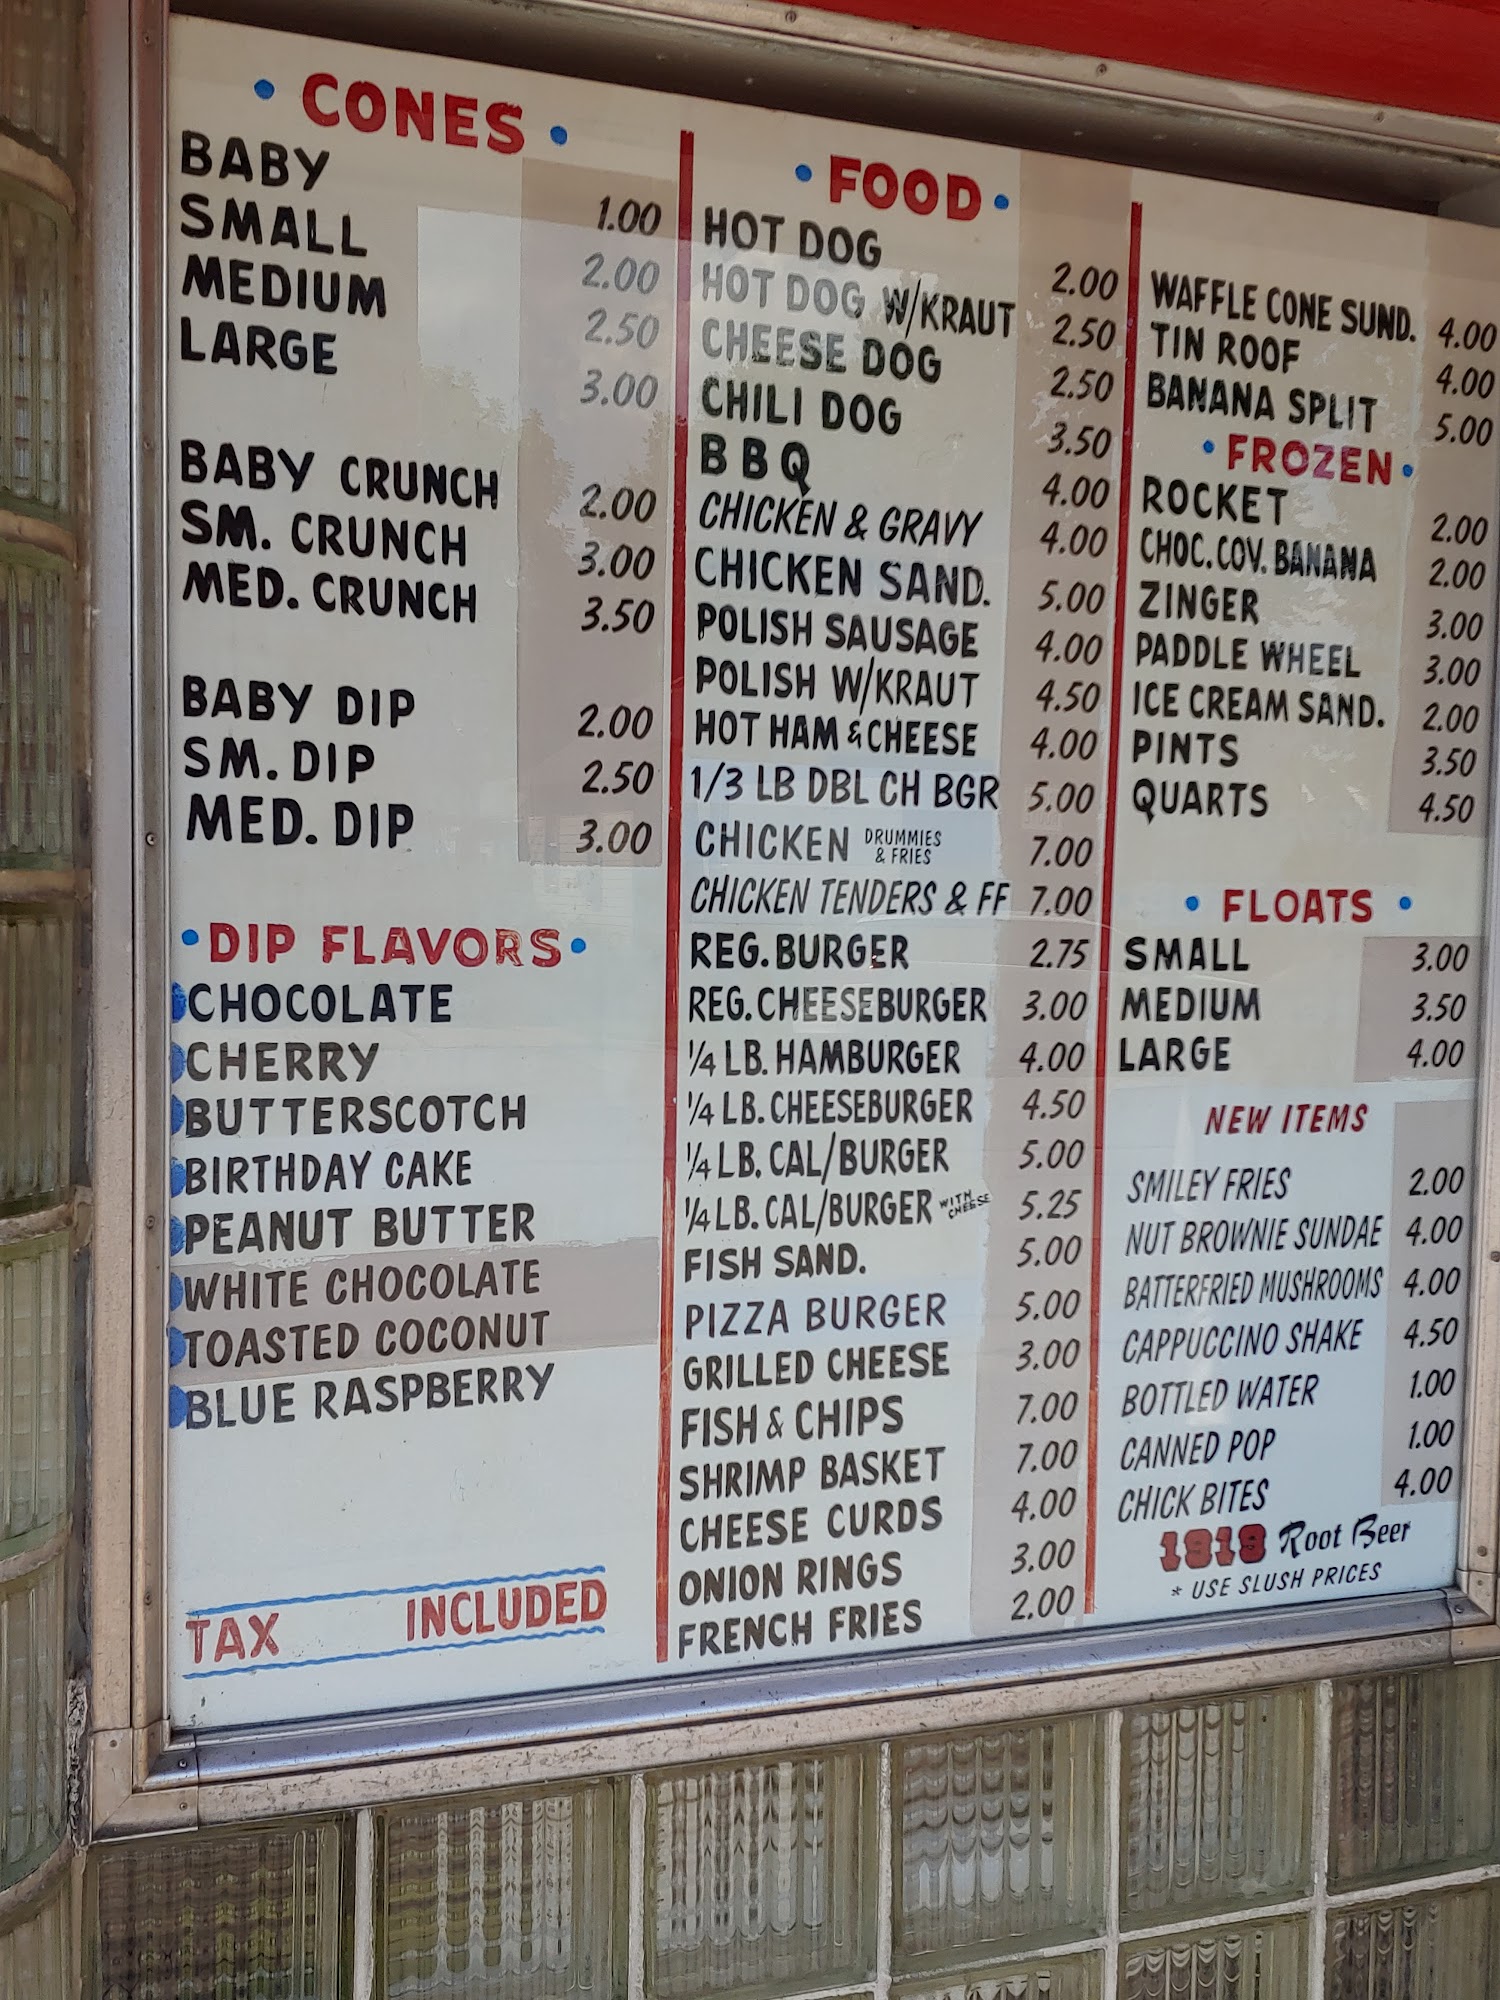 • CONES •
BABY 1.00
SMALL 2.00
MEDIUM 2.50
LARGE 3.00
BABY CRUNCH 2.00
SM. CRUNCH 3.00
MED. CRUNCH 3.50
BABY DIP 2.00
SM. DIP 2.50
MED. DIP 3.00
• DIP FLAVORS •
CHOCOLATE
CHERRY
BUTTERSCOTCH
BIRTHDAY CAKE
PEANUT BUTTER
WHITE CHOCOLATE
TOASTED COCONUT
BLUE RASPBERRY
TAX INCLUDED
• FOOD •
HOT DOG 2.00
HOT DOG W/KRAUT 2.50
CHEESE DOG 2.50
CHILI DOG 3.50
B B Q 4.00
CHICKEN & GRAVY 4.00
CHICKEN SAND. 5.00
POLISH SAUSAGE 4.00
POLISH W/KRAUT 4.50
HOT HAM & CHEESE 4.00
1/3 LB DBL CH BGR 5.00
CHICKEN DRUMMIES & FRIES 7.00
CHICKEN TENDERS & FF 7.00
REG. BURGER 2.75
REG. CHEESEBURGER 3.00
1/4 LB. HAMBURGER 4.00
1/4 LB. CHEESEBURGER 4.50
1/4 LB. CAL/BURGER 5.00
1/4 LB. CAL/BURGER WITH CHEESE 5.25
FISH SAND. 5.00
PIZZA BURGER 5.00
GRILLED CHEESE 3.00
FISH & CHIPS 7.00
SHRIMP BASKET 7.00
CHEESE CURDS 4.00
ONION RINGS 3.00
FRENCH FRIES 2.00
WAFFLE CONE SUND. 4.00
TIN ROOF 4.00
BANANA SPLIT 5.00
• FROZEN •
ROCKET 2.00
CHOC. COV. BANANA 2.00
ZINGER 3.00
PADDLE WHEEL 3.00
ICE CREAM SAND. 2.00
PINTS 3.50
QUARTS 4.50
• FLOATS •
SMALL 3.00
MEDIUM 3.50
LARGE 4.00
NEW ITEMS
SMILEY FRIES 2.00
NUT BROWNIE SUNDAE 4.00
BATTERFRIED MUSHROOMS 4.00
CAPPUCCINO SHAKE 4.50
BOTTLED WATER 1.00
CANNED POP 1.00
CHICK BITES 4.00
1919 Root Beer
* USE SLUSH PRICES